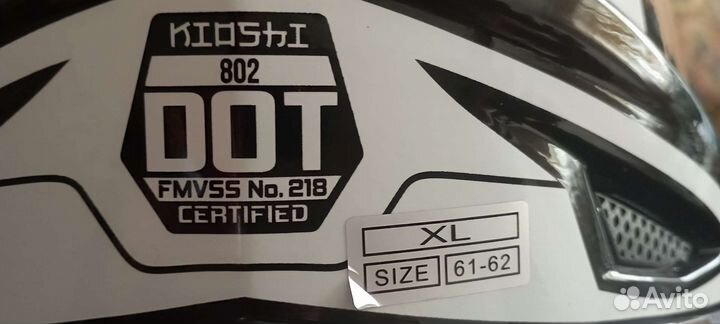 KIOSHI
802
DOT
FMVSS No. 218
CERTIFIED
XL
SIZE 61-62
Avito